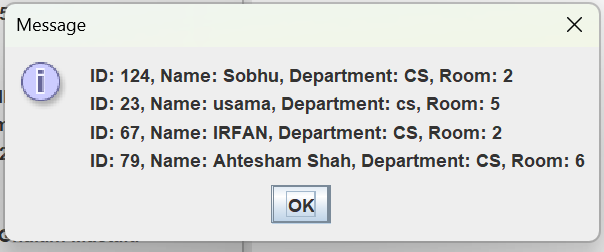 Message
ID: 124, Name: Sobhu, Department: CS, Room: 2
ID: 23, Name: usama, Department: cs, Room: 5
ID: 67, Name: IRFAN, Department: CS, Room: 2
ID: 79, Name: Ahtesham Shah, Department: CS, Room: 6
OK